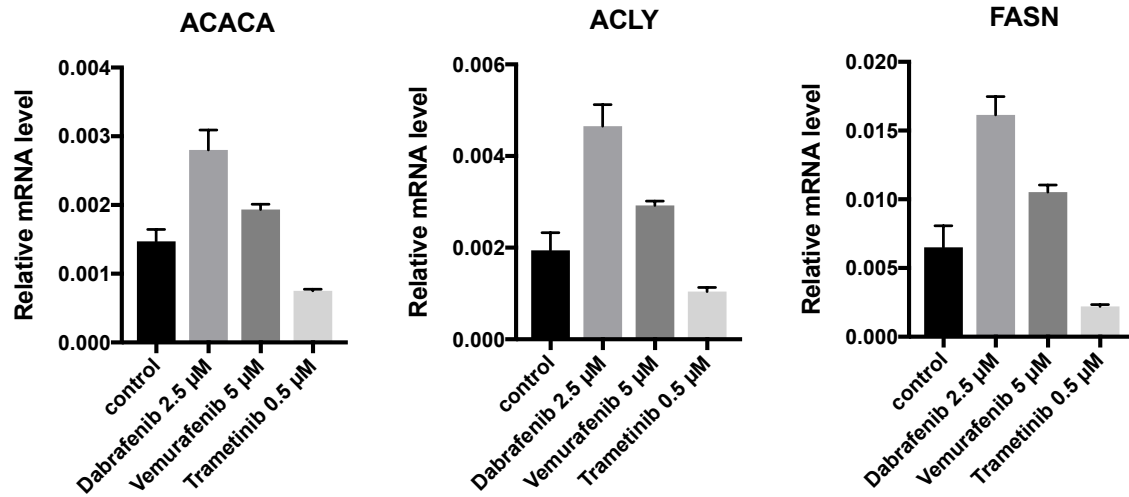 ACACA
Relative mRNA level
0.004
0.003
0.002
0.001
0.000
control
Dabrafenib 2.5 µM
Vemurafenib 5 µM
Trametinib 0.5 µM
ACLY
Relative mRNA level
0.006
0.004
0.002
0.000
control
Dabrafenib 2.5 µM
Vemurafenib 5 µM
Trametinib 0.5 µM
FASN
Relative mRNA level
0.020
0.015
0.010
0.005
0.000
control
Dabrafenib 2.5 µM
Vemurafenib 5 µM
Trametinib 0.5 µM